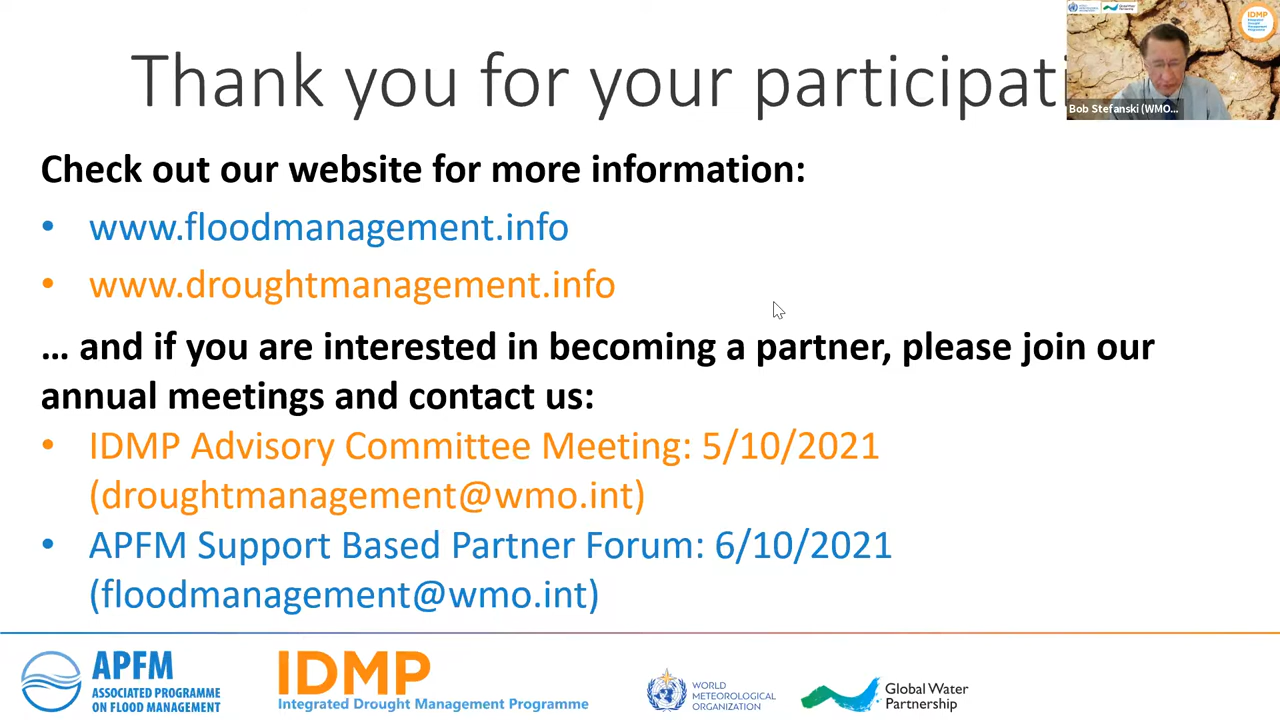 Thank you for your participati
Bob Stefanski (WMO...
Check out our website for more information:
• www.floodmanagement.info
• www.droughtmanagement.info
... and if you are interested in becoming a partner, please join our
annual meetings and contact us:
• IDMP Advisory Committee Meeting: 5/10/2021
(droughtmanagement@wmo.int)
• APFM Support Based Partner Forum: 6/10/2021
(floodmanagement@wmo.int)
APFM
ASSOCIATED PROGRAMME
ON FLOOD MANAGEMENT
IDMP
Integrated Drought Management Programme
WORLD
METEOROLOGICAL
ORGANIZATION
Global Water
Partnership
IDMP